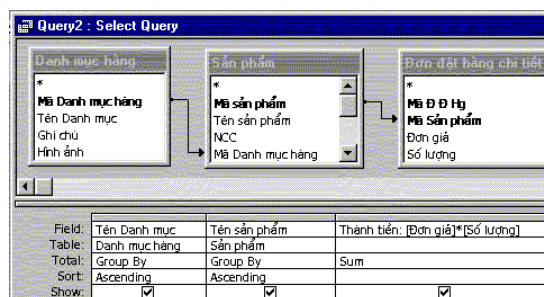 Query2 : Select Query
Danh mục hàng
*
Mã Danh mục hàng
Tên Danh mục
Ghi chú
Hình ảnh
Sản phẩm
*
Mã sản phẩm
Tên sản phẩm
NCC
Mã Danh mục hàng
Đơn đặt hàng chi tiết
*
Mã Đ Đ Hg
Mã Sản phẩm
Đơn giá
Số lượng
Field: Tên Danh mục Tên sản phẩm Thành tiền: [Đơn giá]*[Số lượng]
Table: Danh mục hàng Sản phẩm
Total: Group By Group By Sum
Sort: Ascending Ascending
Show: